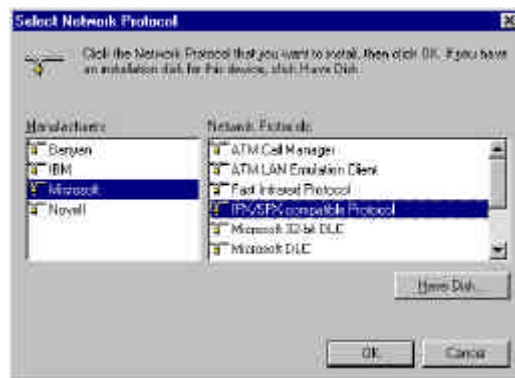 Select Network Protocol
Click the Network Protocol that you want to install, then click OK. If you have
an installation disk for this device, click Have Disk.
Manufacturers:
Network Protocols:
Banyan
IBM
Microsoft
Novell
ATM Call Manager
ATM LAN Emulation Client
Fast Infrared Protocol
IPX/SPX-compatible Protocol
Microsoft 32-bit DLC
Microsoft DLC
Have Disk...
OK
Cancel